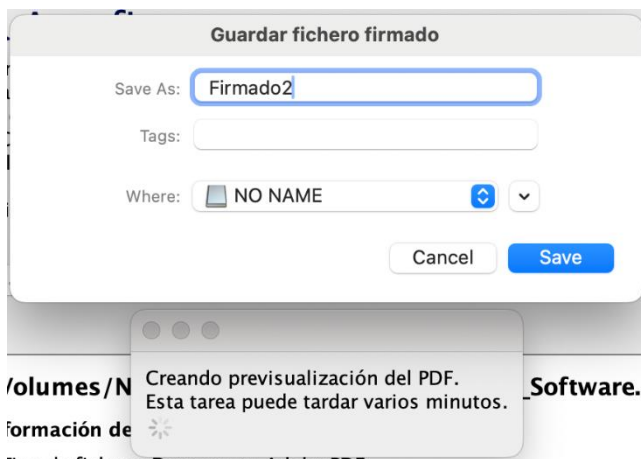 Guardar fichero firmado
Save As: Firmado2
Tags:
Where: NO NAME
Cancel Save
Creando previsualización del PDF.
/olumes/N
_Software.
Esta tarea puede tardar varios minutos.
formación de